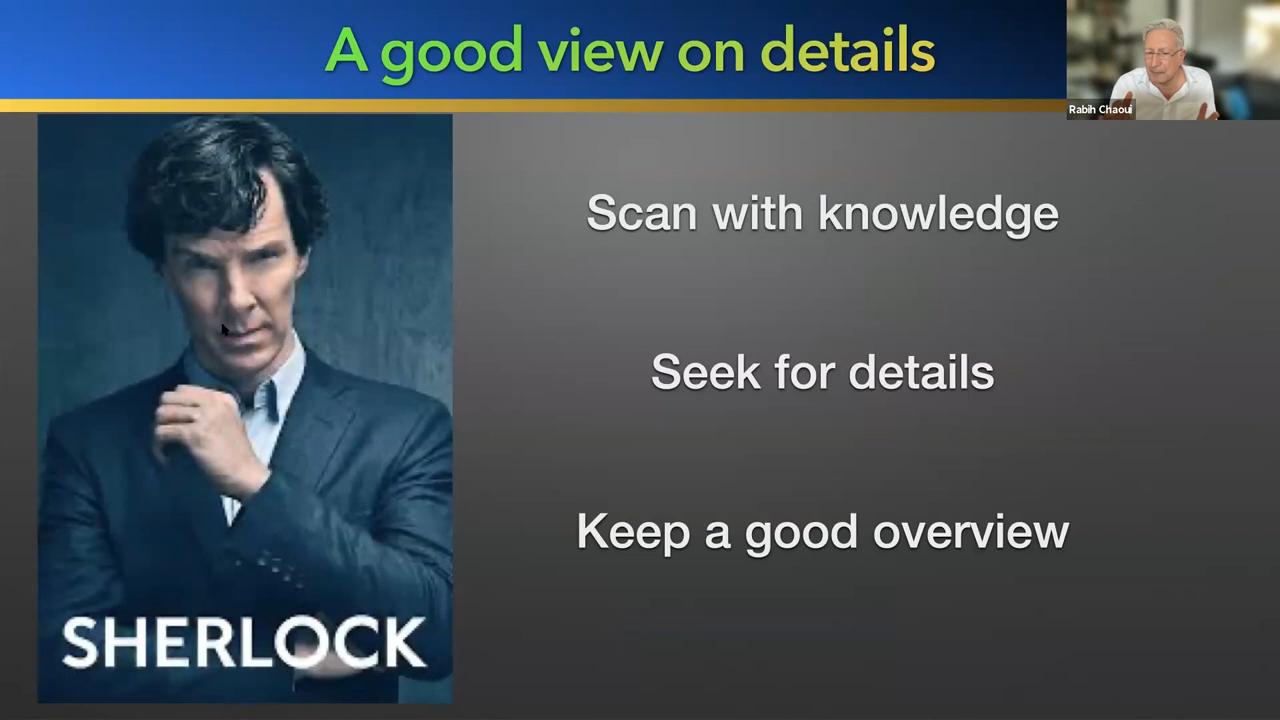 A good view on details
Rabih Chaoui
Scan with knowledge
Seek for details
Keep a good overview
SHERLOCK